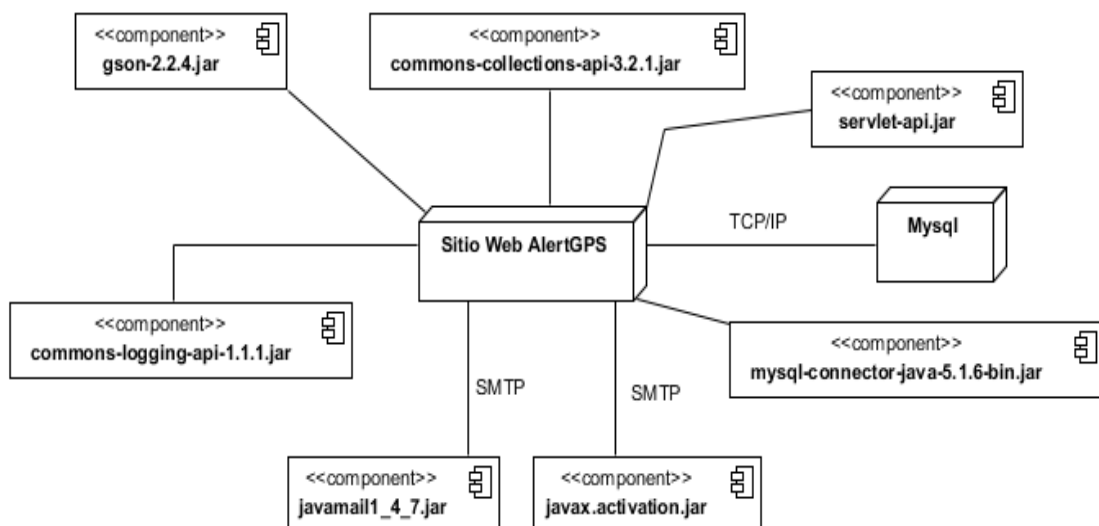 <<component>>
gson-2.2.4.jar
<<component>>
commons-collections-api-3.2.1.jar
<<component>>
servlet-api.jar
Sitio Web AlertGPS
TCP/IP
Mysql
<<component>>
commons-logging-api-1.1.1.jar
<<component>>
mysql-connector-java-5.1.6-bin.jar
SMTP
SMTP
<<component>>
javamail1_4_7.jar
<<component>>
javax.activation.jar